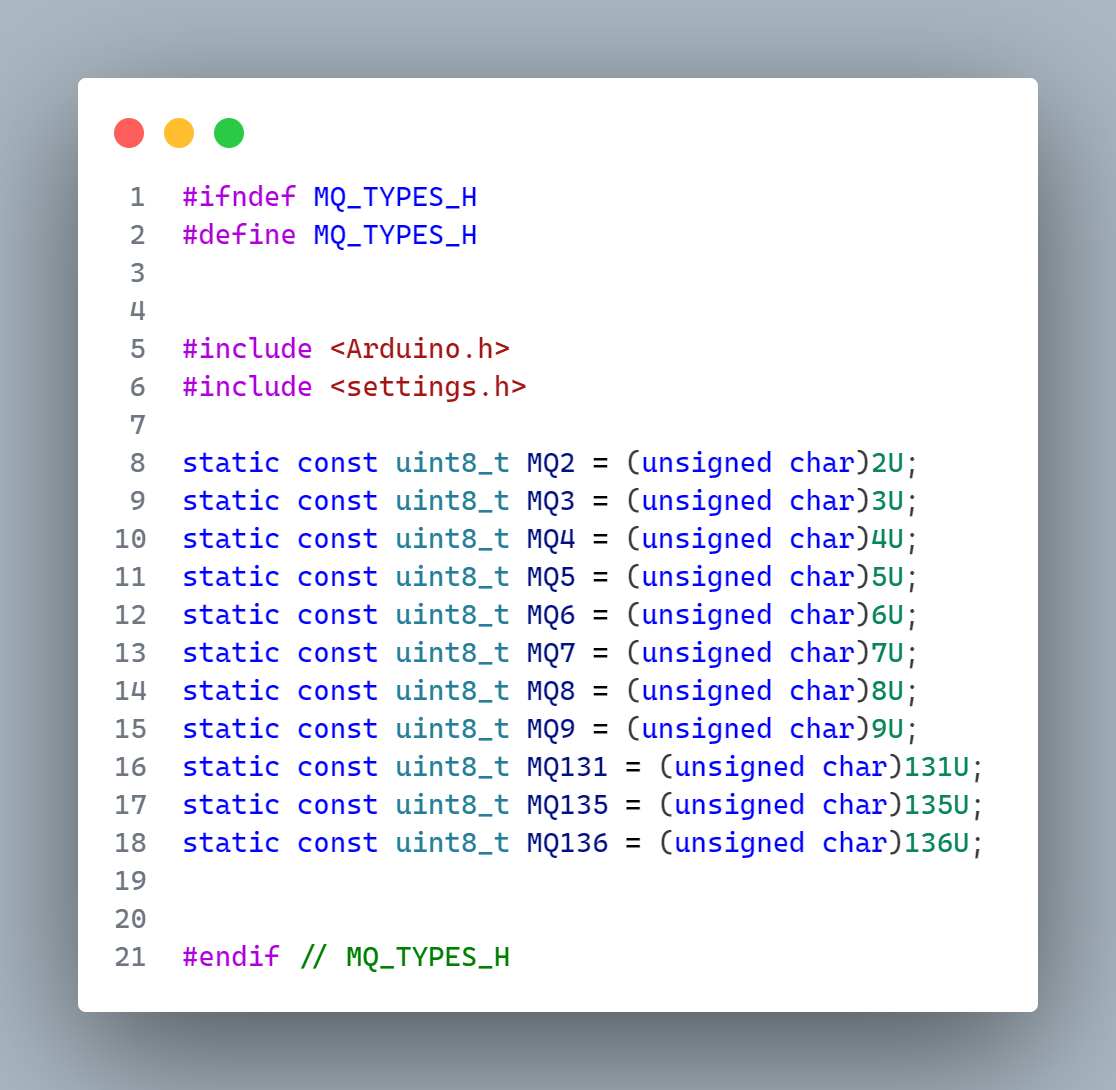 1 #ifndef MQ_TYPES_H
2 #define MQ_TYPES_H
3
4
5 #include <Arduino.h>
6 #include <settings.h>
7
8 static const uint8_t MQ2 = (unsigned char)2U;
9 static const uint8_t MQ3 = (unsigned char)3U;
10 static const uint8_t MQ4 = (unsigned char)4U;
11 static const uint8_t MQ5 = (unsigned char)5U;
12 static const uint8_t MQ6 = (unsigned char)6U;
13 static const uint8_t MQ7 = (unsigned char)7U;
14 static const uint8_t MQ8 = (unsigned char)8U;
15 static const uint8_t MQ9 = (unsigned char)9U;
16 static const uint8_t MQ131 = (unsigned char)131U;
17 static const uint8_t MQ135 = (unsigned char)135U;
18 static const uint8_t MQ136 = (unsigned char)136U;
19
20
21 #endif // MQ_TYPES_H